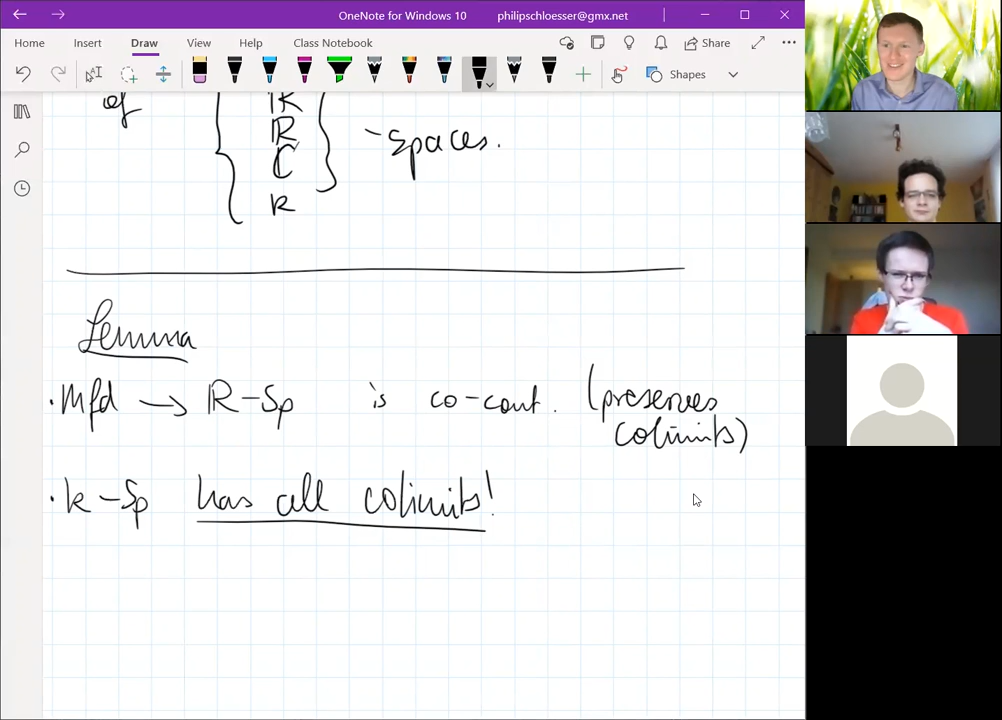 OneNote for Windows 10
philipschloesser@gmx.net
Home Insert Draw View Help Class Notebook Share
Shapes
of
K
R
C
k
-Spaces.
Lemma
· Mfd → R-Sp is co-cont. (preserves
colimits)
· k-Sp has all colimits!